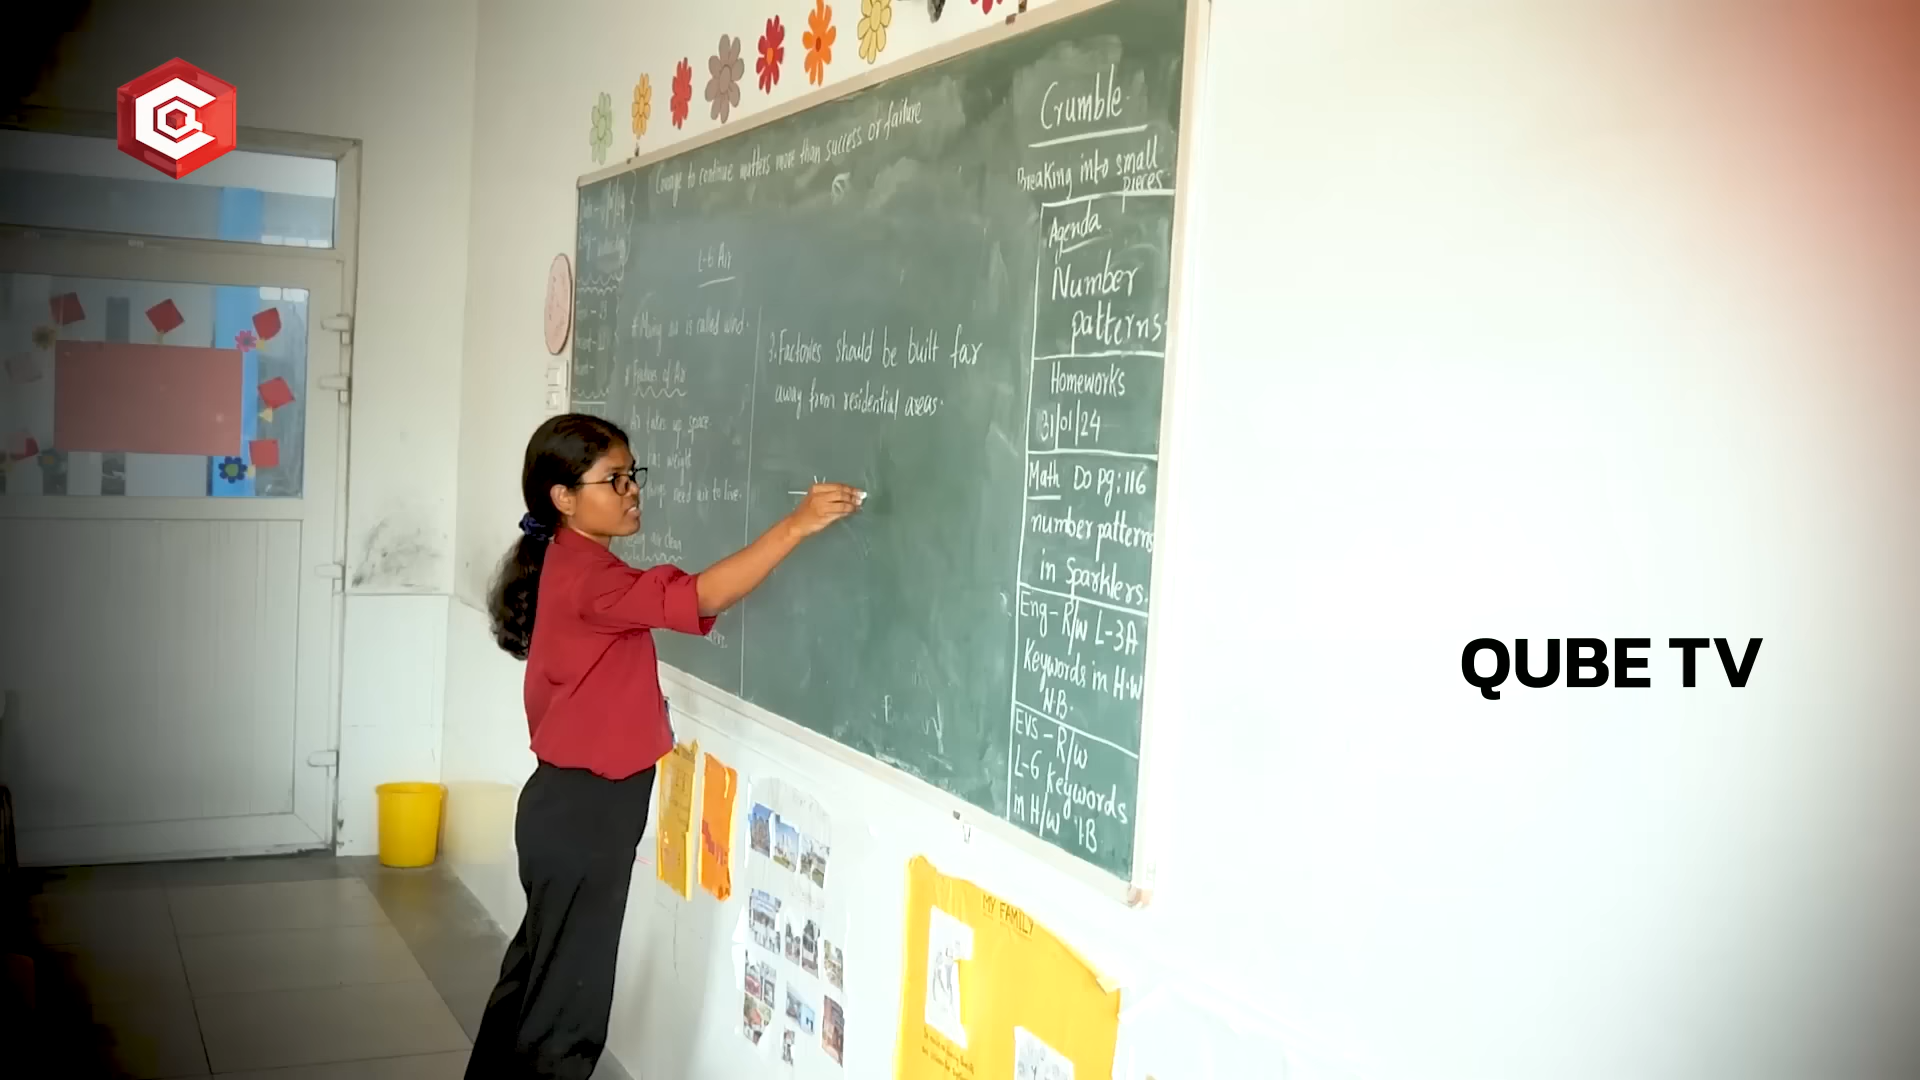 Courage to continue matters more than success or failure
L-6 Air
# Moving air is called wind.
# Features of Air
Air takes up space.
has weight
things need air to live.
air clean
3. Factories should be built far
away from residential areas.
Crumble.
Breaking into small
pieces.
Agenda
Number
patterns.
Homeworks
31/01/24
Math Do pg:116
number patterns
in Sparklers.
Eng- R/w L-3A
Keywords in H.W
N.B.
EVS - R/w
L-6 Keywords
in H/w
MY FAMILY
QUBE TV